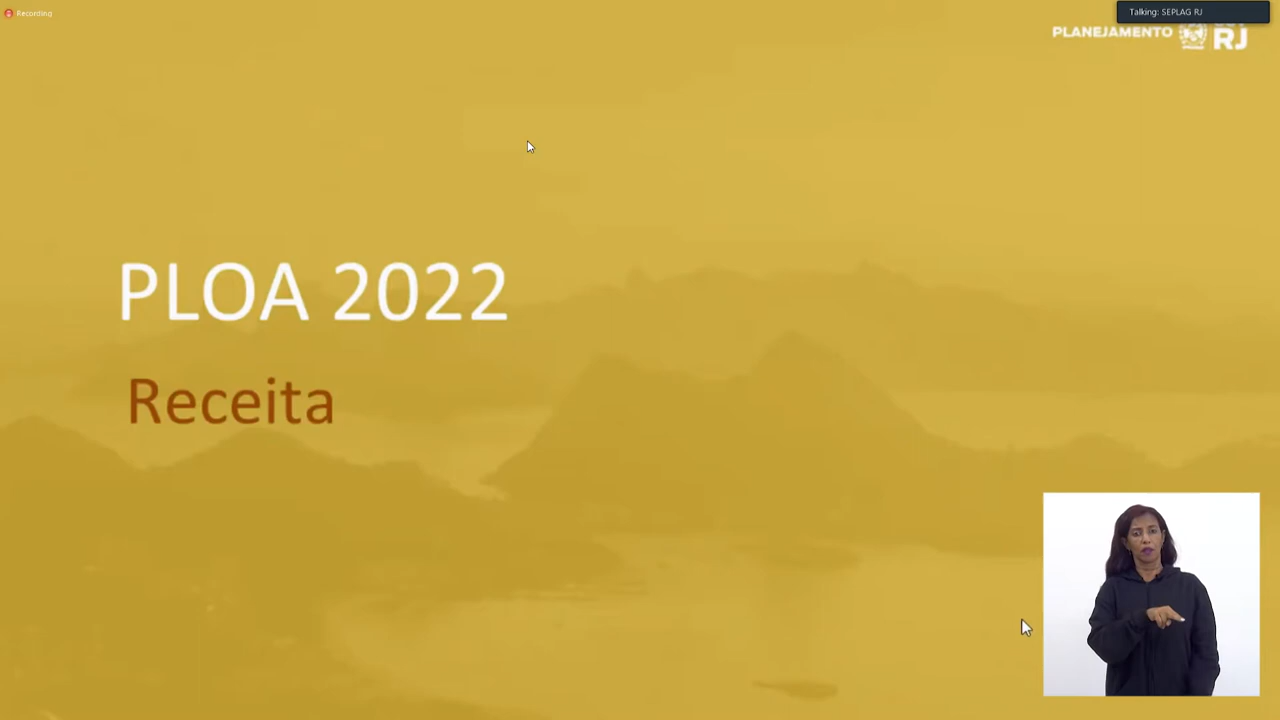 Recording
Talking: SEPLAG RJ
PLANEJAMENTO
RJ
PLOA 2022
Receita